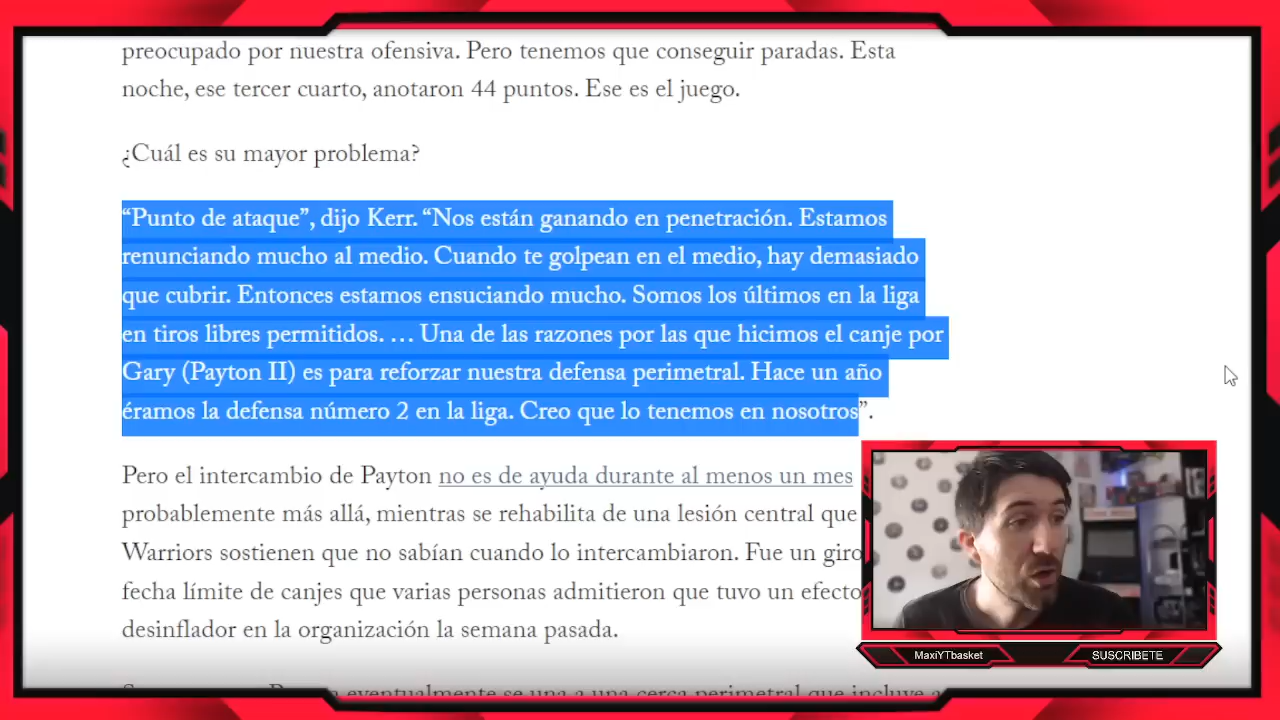 preocupado por nuestra ofensiva. Pero tenemos que conseguir paradas. Esta
noche, ese tercer cuarto, anotaron 44 puntos. Ese es el juego.
¿Cuál es su mayor problema?
“Punto de ataque”, dijo Kerr. “Nos están ganando en penetración. Estamos
renunciando mucho al medio. Cuando te golpean en el medio, hay demasiado
que cubrir. Entonces estamos ensuciando mucho. Somos los últimos en la liga
en tiros libres permitidos. … Una de las razones por las que hicimos el canje por
Gary (Payton II) es para reforzar nuestra defensa perimetral. Hace un año
éramos la defensa número 2 en la liga. Creo que lo tenemos en nosotros”.
Pero el intercambio de Payton no es de ayuda durante al menos un mes
probablemente más allá, mientras se rehabilita de una lesión central que
Warriors sostienen que no sabían cuando lo intercambiaron. Fue un giro
fecha límite de canjes que varias personas admitieron que tuvo un efecto
desinflador en la organización la semana pasada.
eventualmente se una a una cerca perimetral que incluye a
MaxiYTbasket
SUSCRIBETE